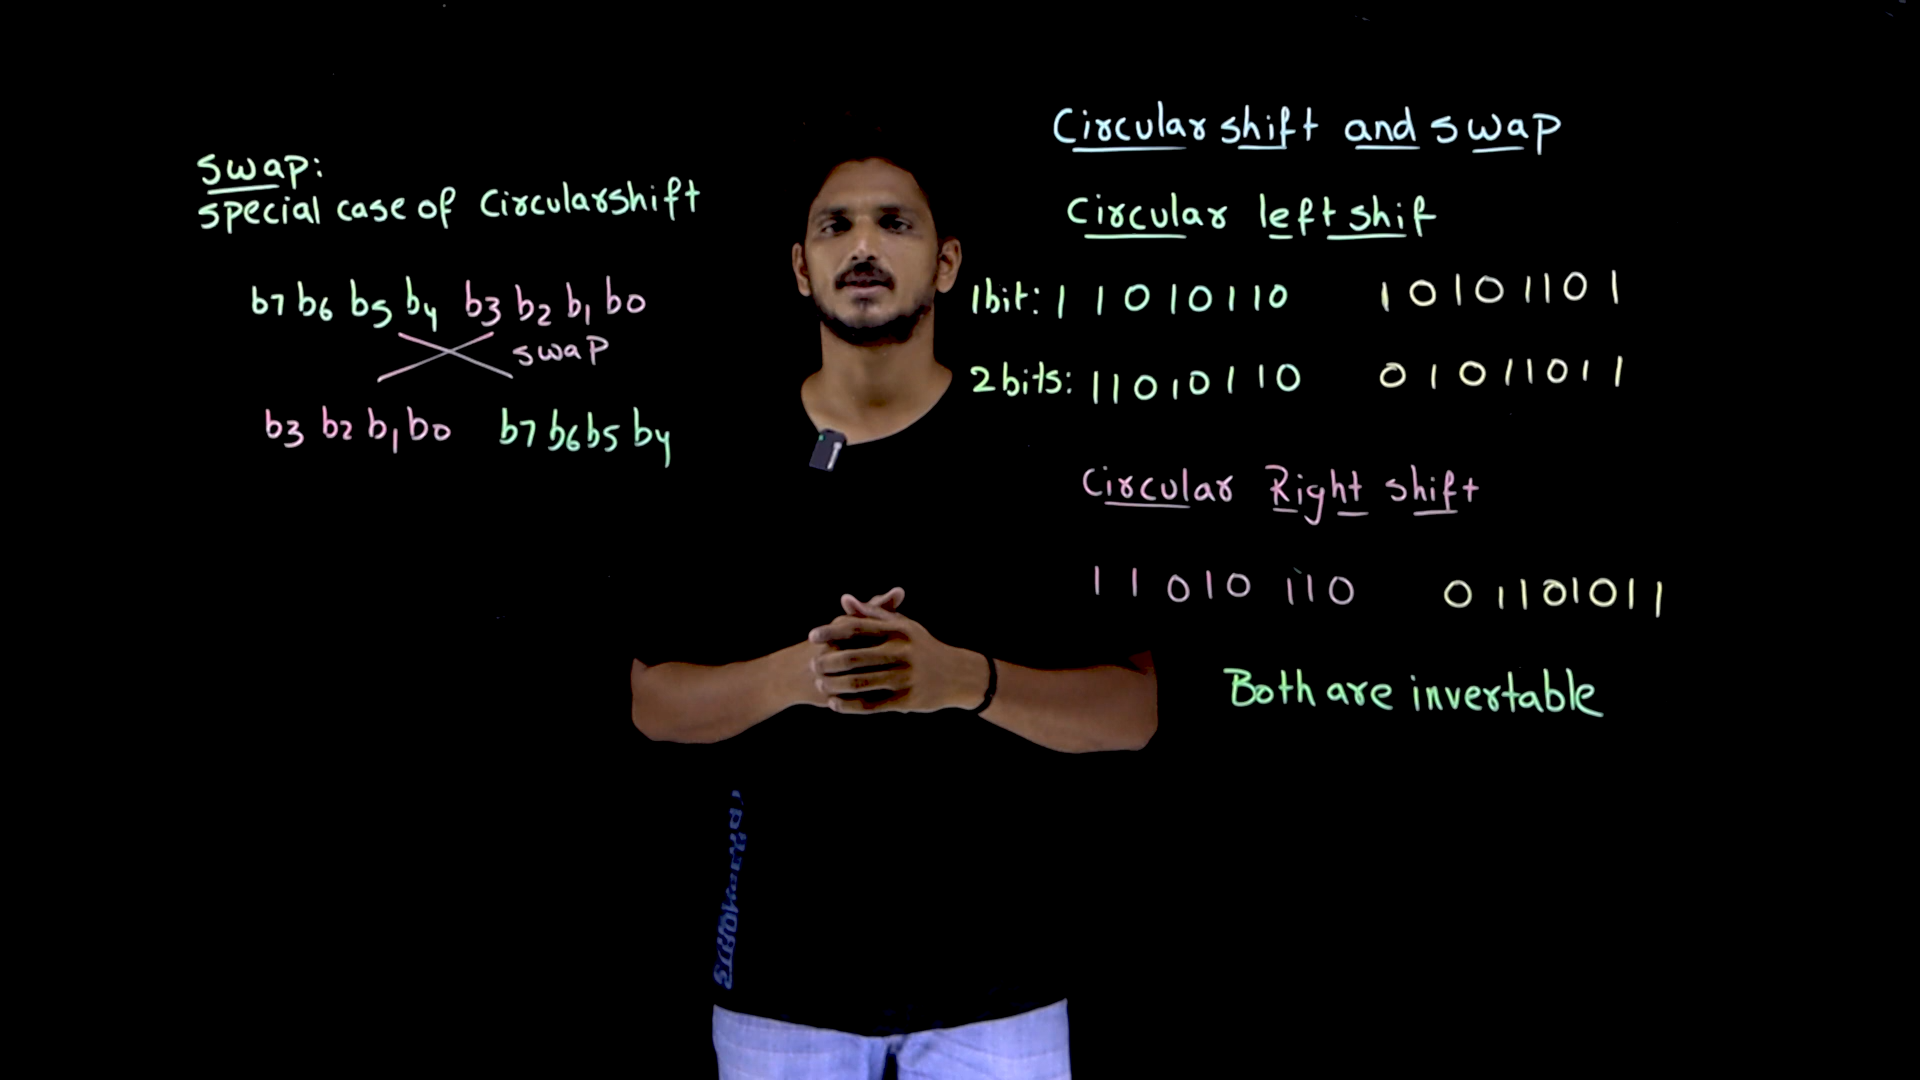 Swap:
special case of Circularshift
b7 b6 b5 b4 b3 b2 b1 b0
swap
b3 b2 b1 b0 b7 b6 b5 b4
Circular shift and swap
Circular left shif
1bit: 1 1 0 1 0 1 1 0 1 0 1 0 1 1 0 1
2bits: 1 1 0 1 0 1 1 0 0 1 0 1 1 0 1 1
Circular Right shift
1 1 0 1 0 1 1 0 0 1 1 0 1 0 1 1
Both are invertable